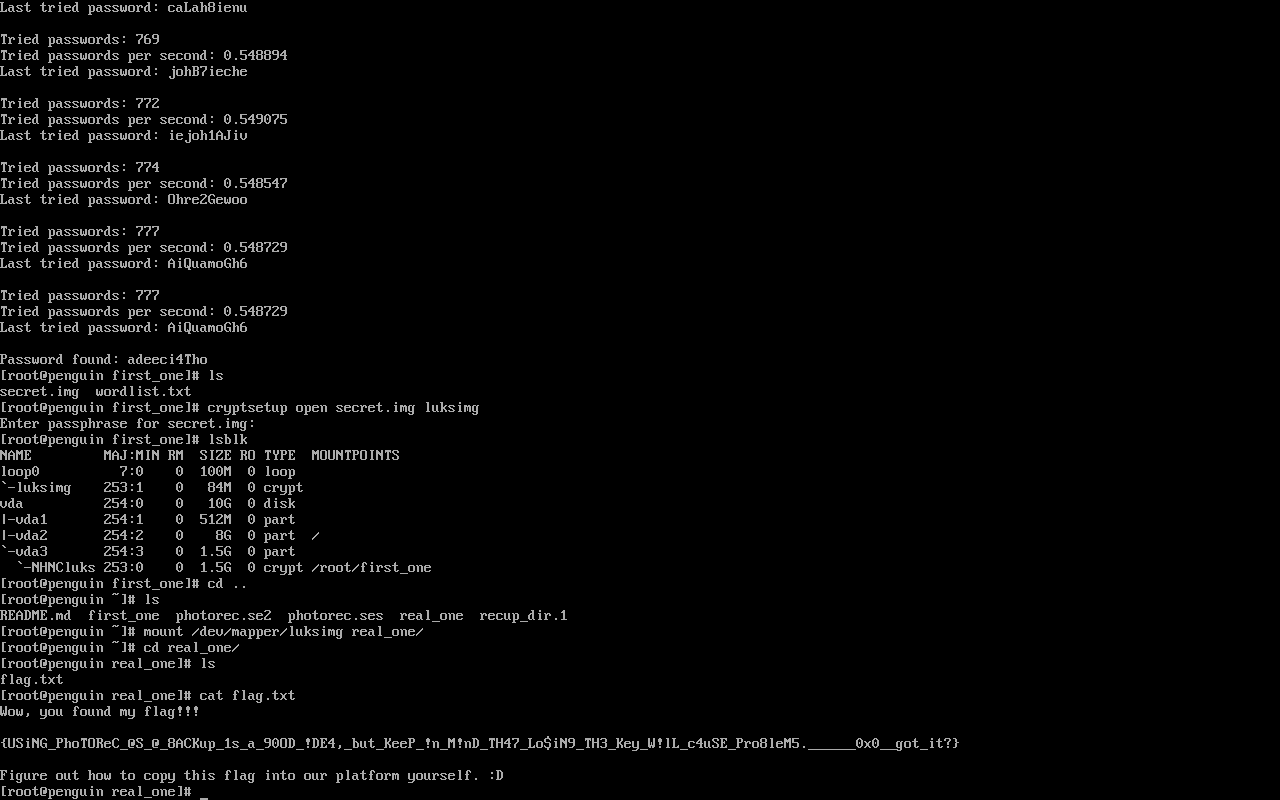 Last tried password: caLah8ienu
Tried passwords: 769
Tried passwords per second: 0.548894
Last tried password: johB7ieche
Tried passwords: 772
Tried passwords per second: 0.549075
Last tried password: iejoh1AJiv
Tried passwords: 774
Tried passwords per second: 0.548547
Last tried password: Ohre2Gewoo
Tried passwords: 777
Tried passwords per second: 0.548729
Last tried password: AiQuamoGh6
Tried passwords: 777
Tried passwords per second: 0.548729
Last tried password: AiQuamoGh6
Password found: adeeci4Tho
[root@penguin first_one]# ls
secret.img  wordlist.txt
[root@penguin first_one]# cryptsetup open secret.img luksimg
Enter passphrase for secret.img:
[root@penguin first_one]# lsblk
NAME         MAJ:MIN RM  SIZE RO TYPE  MOUNTPOINTS
loop0          7:0    0  100M  0 loop
`-luksimg    253:1    0   84M  0 crypt
vda          254:0    0   10G  0 disk
|-vda1       254:1    0  512M  0 part
|-vda2       254:2    0    8G  0 part  /
`-vda3       254:3    0  1.5G  0 part
  `-NHNCluks 253:0    0  1.5G  0 crypt /root/first_one
[root@penguin first_one]# cd ..
[root@penguin ~]# ls
README.md  first_one  photorec.se2  photorec.ses  real_one  recup_dir.1
[root@penguin ~]# mount /dev/mapper/luksimg real_one/
[root@penguin ~]# cd real_one/
[root@penguin real_one]# ls
flag.txt
[root@penguin real_one]# cat flag.txt
Wow, you found my flag!!!
{USiNG_PhoTOReC_@S_@_8ACKup_1s_a_90OD_!DE4,_but_KeeP_!n_M!nD_TH47_Lo$iN9_TH3_Key_W!lL_c4uSE_Pro8leM5.______0x0__got_it?}
Figure out how to copy this flag into our platform yourself. :D
[root@penguin real_one]# _